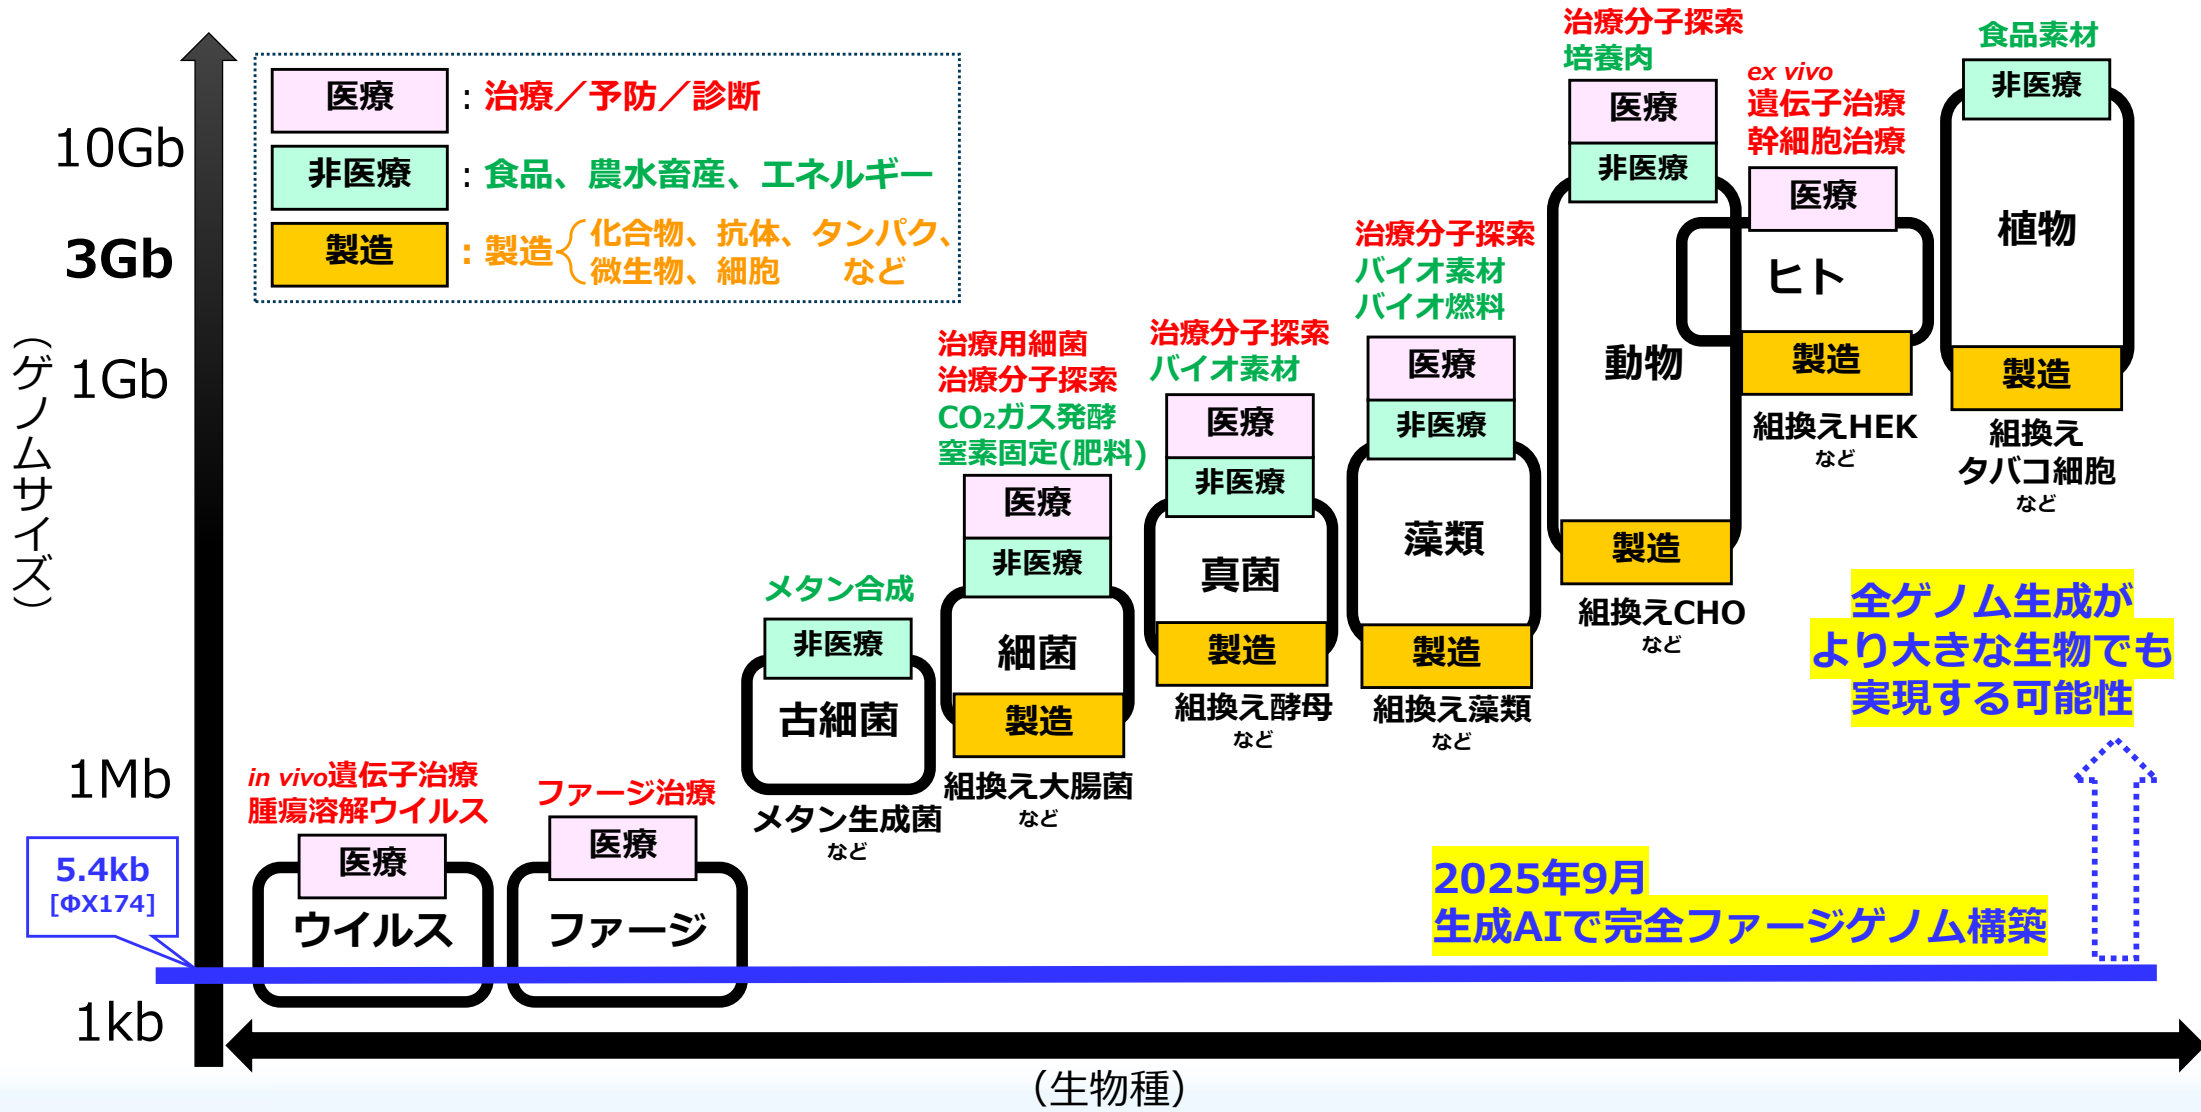 10Gb
3Gb
1Gb
1Mb
1kb
(ゲノムサイズ)
5.4kb
[ΦX174]
医療:治療/予防/診断
非医療:食品、農水畜産、エネルギー
製造:製造
化合物、抗体、タンパク、
微生物、細胞 など
in vivo遺伝子治療
腫瘍溶解ウイルス
医療
ウイルス
ファージ治療
医療
ファージ
メタン合成
非医療
古細菌
メタン生成菌
など
治療用細菌
治療分子探索
CO₂ガス発酵
窒素固定(肥料)
医療
非医療
細菌
製造
組換え大腸菌
など
治療分子探索
バイオ素材
医療
非医療
真菌
製造
組換え酵母
など
治療分子探索
バイオ素材
バイオ燃料
医療
非医療
藻類
製造
組換え藻類
など
治療分子探索
培養肉
医療
非医療
動物
製造
組換えCHO
など
ex vivo
遺伝子治療
幹細胞治療
医療
ヒト
製造
組換えHEK
など
食品素材
非医療
植物
製造
組換え
タバコ細胞
など
全ゲノム生成が
より大きな生物でも
実現する可能性
2025年9月
生成AIで完全ファージゲノム構築
(生物種)